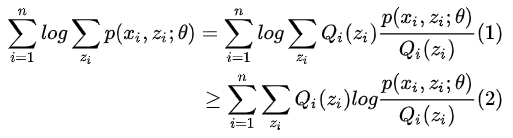 \sum_{i=1}^{n} log \sum_{z_i} p(x_i, z_i; \theta) = \sum_{i=1}^{n} log \sum_{z_i} Q_i(z_i) \frac{p(x_i, z_i; \theta)}{Q_i(z_i)} (1)
\geq \sum_{i=1}^{n} \sum_{z_i} Q_i(z_i) log \frac{p(x_i, z_i; \theta)}{Q_i(z_i)} (2)